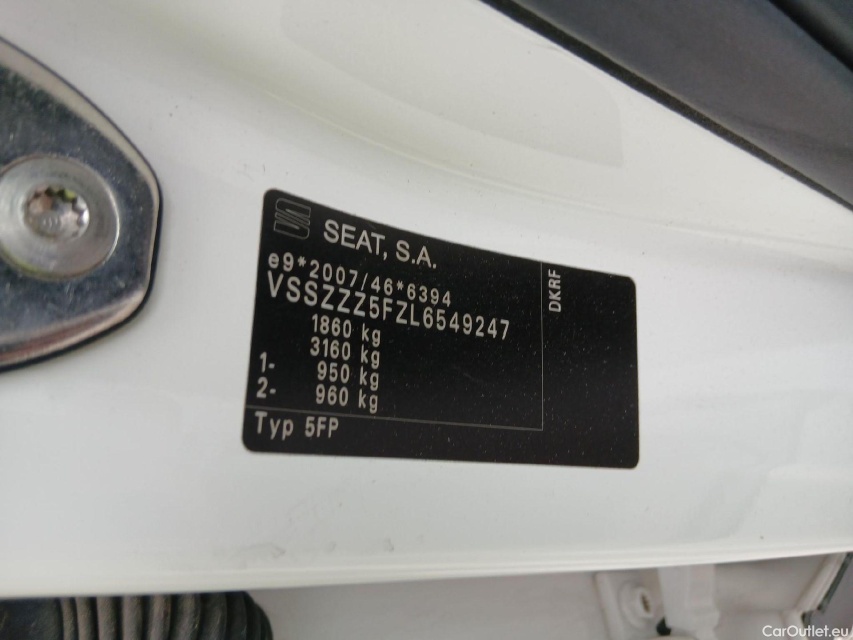 SEAT, S.A.
e9*2007/46*6394
VSSZZZ5FZL6549247
1860 kg
3160 kg
1- 950 kg
2- 960 kg
Typ 5FP
DKRF
CarOutlet.eu